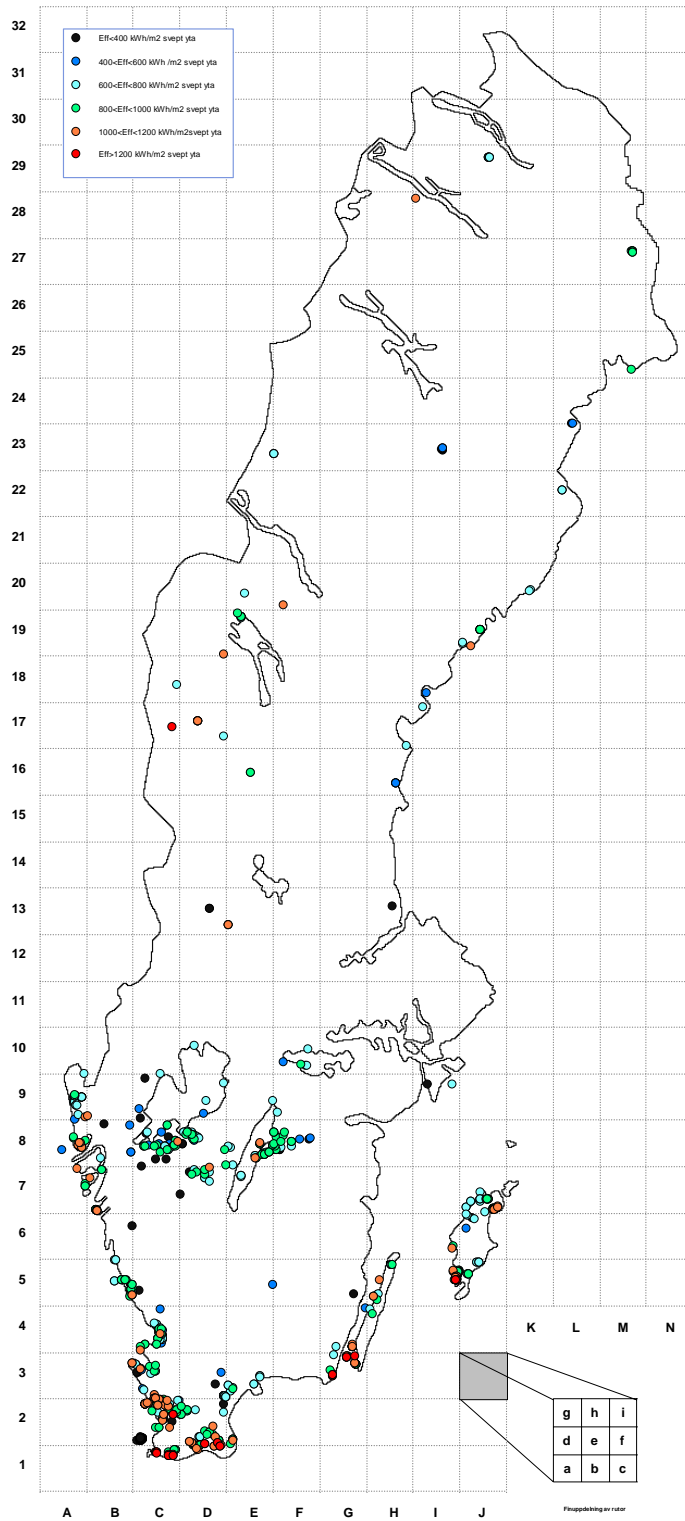 Eff<400 kWh/m2 svept yta
400<Eff<600 kWh /m2 svept yta
600<Eff<800 kWh/m2 svept yta
800<Eff<1000 kWh/m2 svept yta
1000<Eff<1200 kWh/m2svept yta
Eff>1200 kWh/m2 svept yta
32
31
30
29
28
27
26
25
24
23
22
21
20
19
18
17
16
15
14
13
12
11
10
9
8
7
6
5
4
3
2
1
K L M N
g h i
d e f
a b c
A B C D E F G H I J
Finuppdelning av rutor